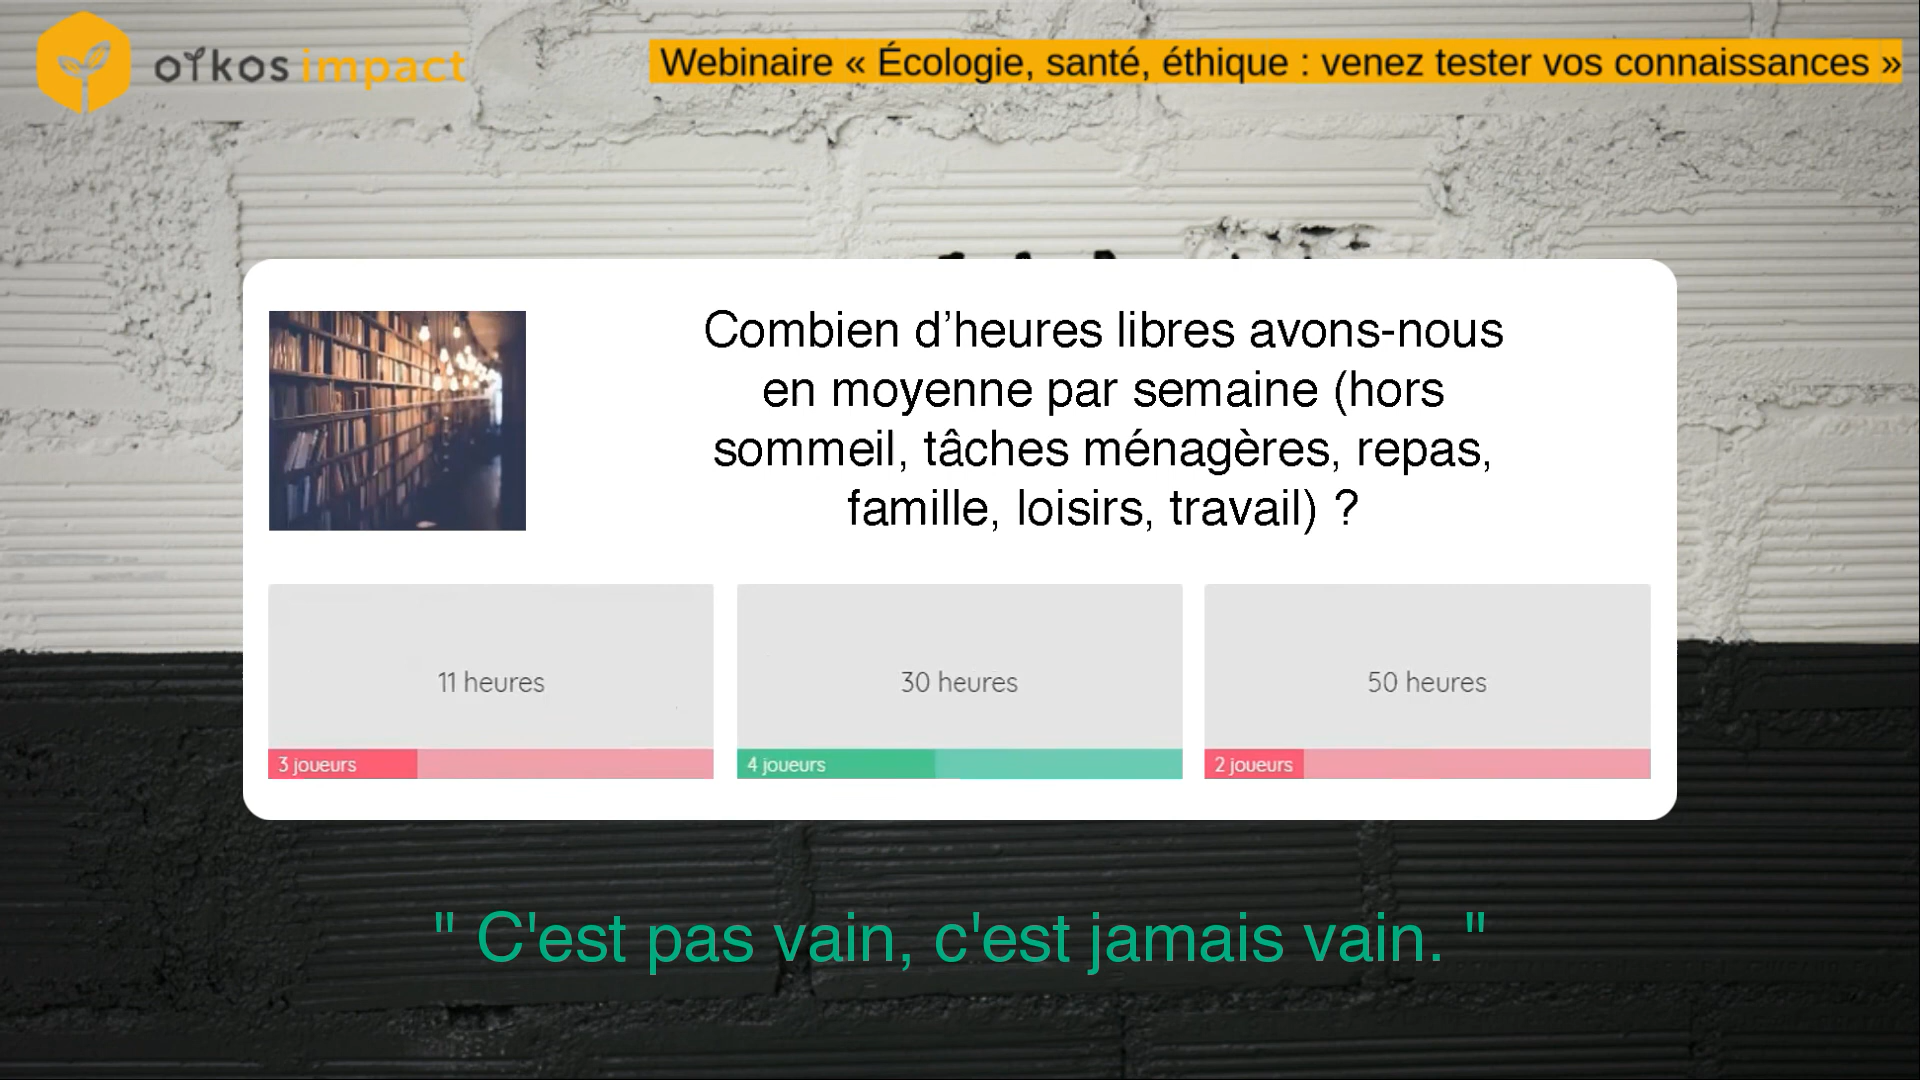 oikos impact
Webinaire « Écologie, santé, éthique : venez tester vos connaissances »
Combien d’heures libres avons-nous
en moyenne par semaine (hors
sommeil, tâches ménagères, repas,
famille, loisirs, travail) ?
11 heures
30 heures
50 heures
3 joueurs
4 joueurs
2 joueurs
" C'est pas vain, c'est jamais vain. "